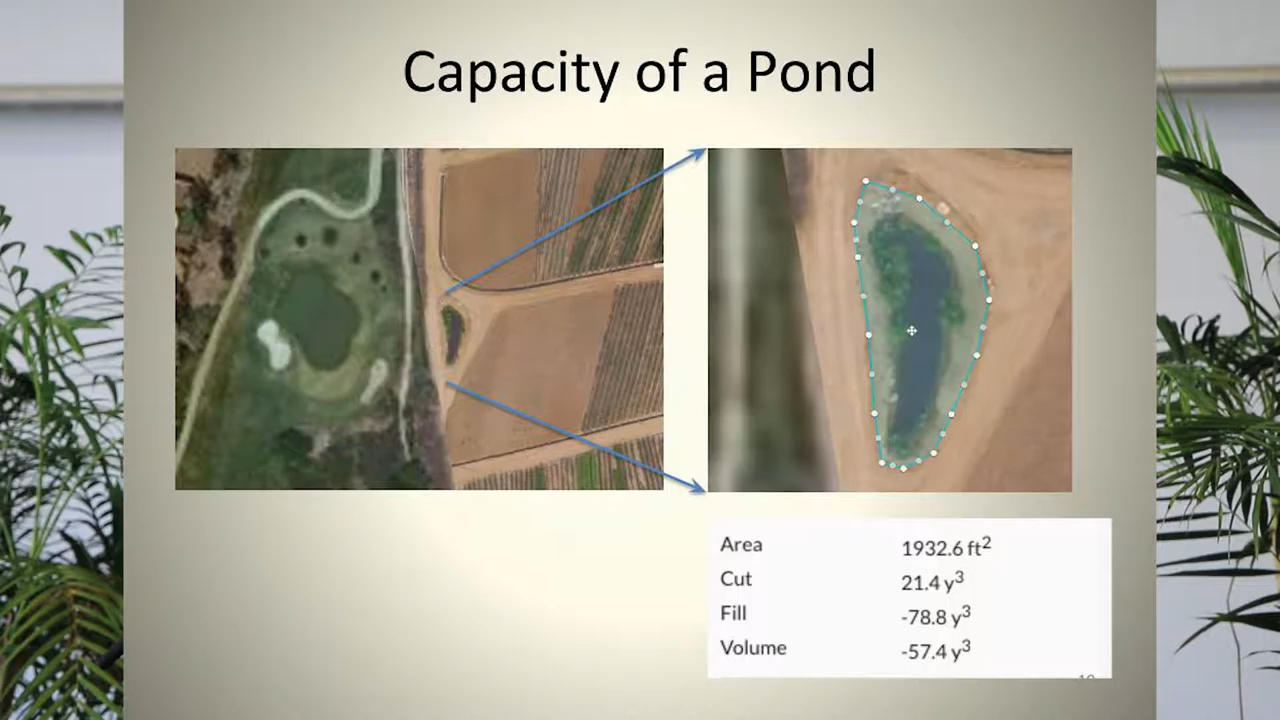 Capacity of a Pond
Area 1932.6 ft²
Cut 21.4 y³
Fill -78.8 y³
Volume -57.4 y³